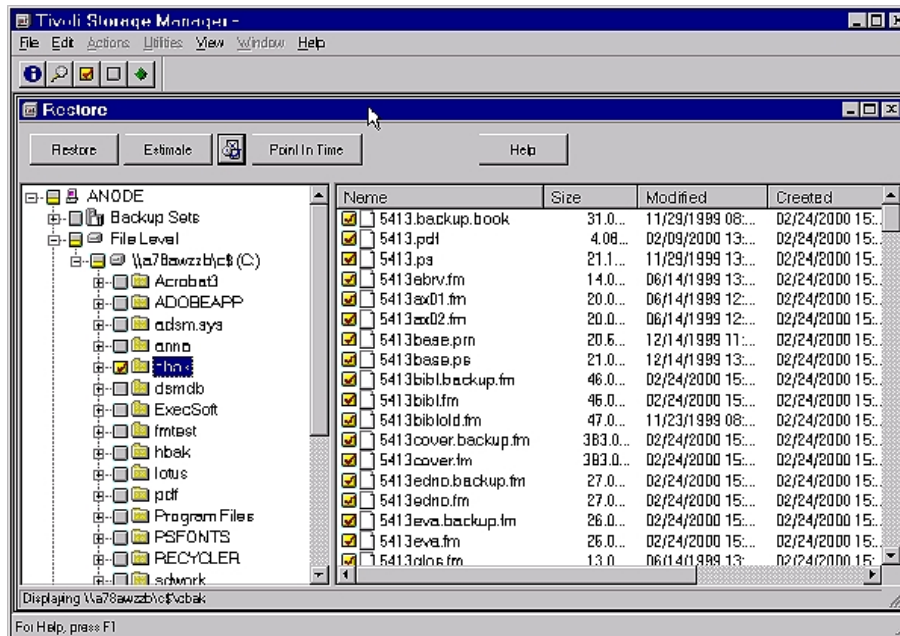 Tivoli Storage Manager -
File Edit Actions Utilities View Window Help
Restore
Restore Estimate Point In Time Help
ANODE
Backup Sets
File Level
\\a78awzzb\c$ (C:)
Acrobat3
ADOBEAPP
adsm.sys
anna
cbak
dsmdb
ExecSoft
fmtest
hbak
lotus
pdf
Program Files
PSFONTS
RECYCLER
sdwork
Name Size Modified Created
5413.backup.book 31.0... 11/29/1999 08:... 02/24/2000 15:...
5413.pdf 4.08... 02/09/2000 13:... 02/24/2000 15:...
5413.ps 21.1... 11/29/1999 13:... 02/24/2000 15:...
5413abrv.fm 14.0... 06/14/1999 13:... 02/24/2000 15:...
5413ax01.fm 20.0... 06/14/1999 12:... 02/24/2000 15:...
5413ax02.fm 20.0... 06/14/1999 12:... 02/24/2000 15:...
5413base.prn 20.6... 12/14/1999 11:... 02/24/2000 15:...
5413base.ps 21.0... 12/14/1999 13:... 02/24/2000 15:...
5413bibl.backup.fm 46.0... 02/24/2000 15:... 02/24/2000 15:...
5413bibl.fm 46.0... 02/24/2000 15:... 02/24/2000 15:...
5413biblold.fm 47.0... 11/23/1999 08:... 02/24/2000 15:...
5413cover.backup.fm 383.0... 02/24/2000 15:... 02/24/2000 15:...
5413cover.fm 383.0... 02/24/2000 15:... 02/24/2000 15:...
5413edno.backup.fm 27.0... 02/24/2000 15:... 02/24/2000 15:...
5413edno.fm 27.0... 02/24/2000 15:... 02/24/2000 15:...
5413eva.backup.fm 26.0... 02/24/2000 15:... 02/24/2000 15:...
5413eva.fm 26.0... 02/24/2000 15:... 02/24/2000 15:...
5413glos.fm 13.0... 06/14/1999 13:... 02/24/2000 15:...
Displaying \\a78awzzb\c$\cbak
For Help, press F1